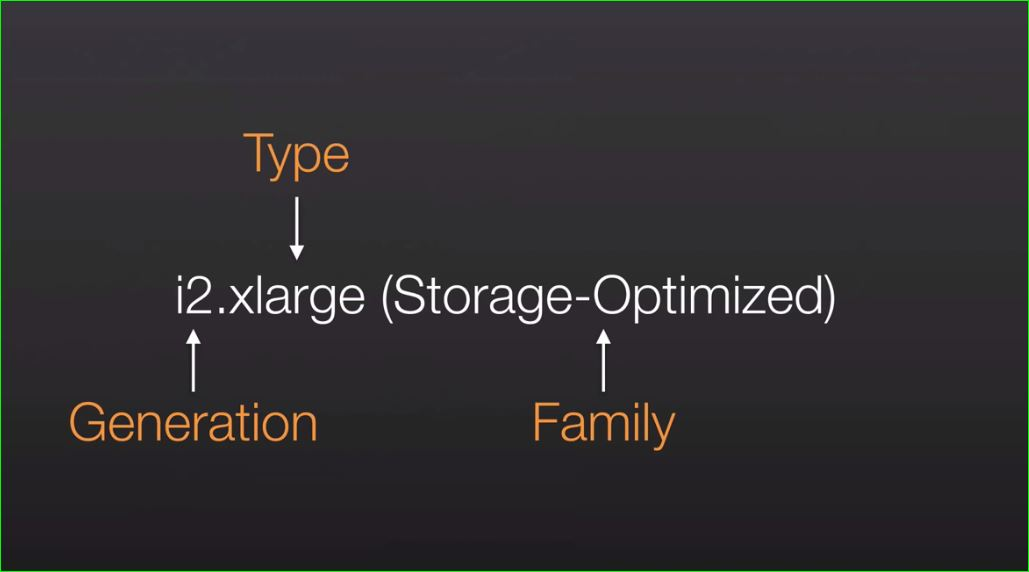 Type
i2.xlarge (Storage-Optimized)
Generation
Family